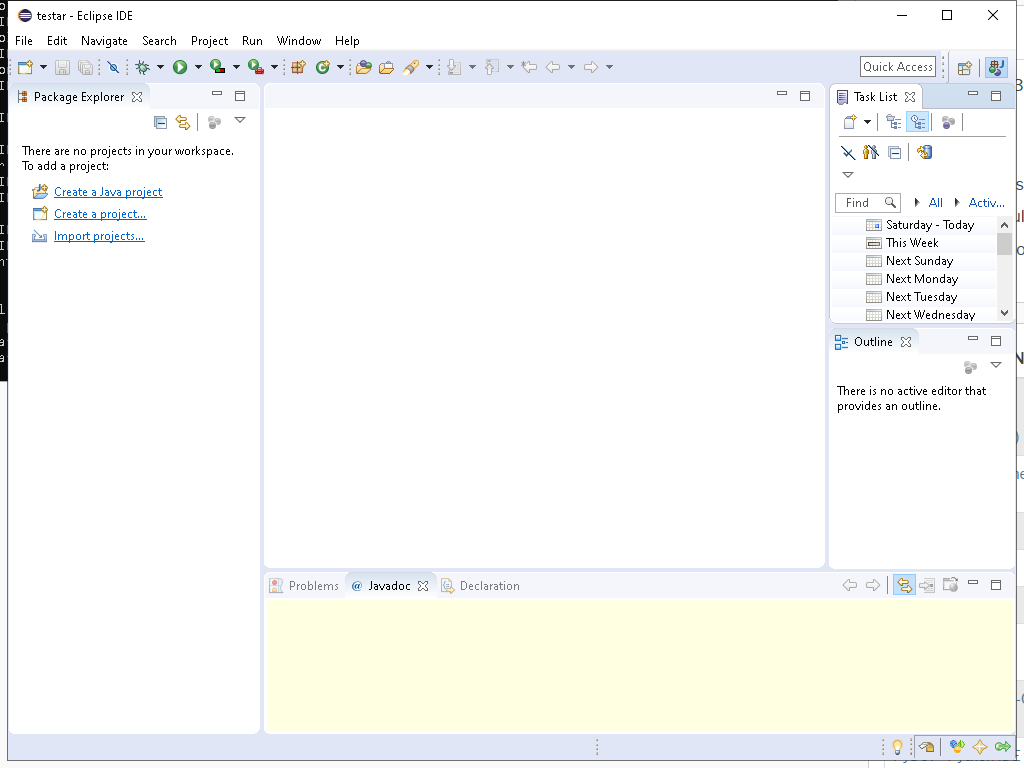 testar - Eclipse IDE
File Edit Navigate Search Project Run Window Help
Quick Access
Package Explorer
There are no projects in your workspace.
To add a project:
Create a Java project
Create a project...
Import projects...
Task List
Find All Activ...
Saturday - Today
This Week
Next Sunday
Next Monday
Next Tuesday
Next Wednesday
Outline
There is no active editor that
provides an outline.
Problems @ Javadoc Declaration